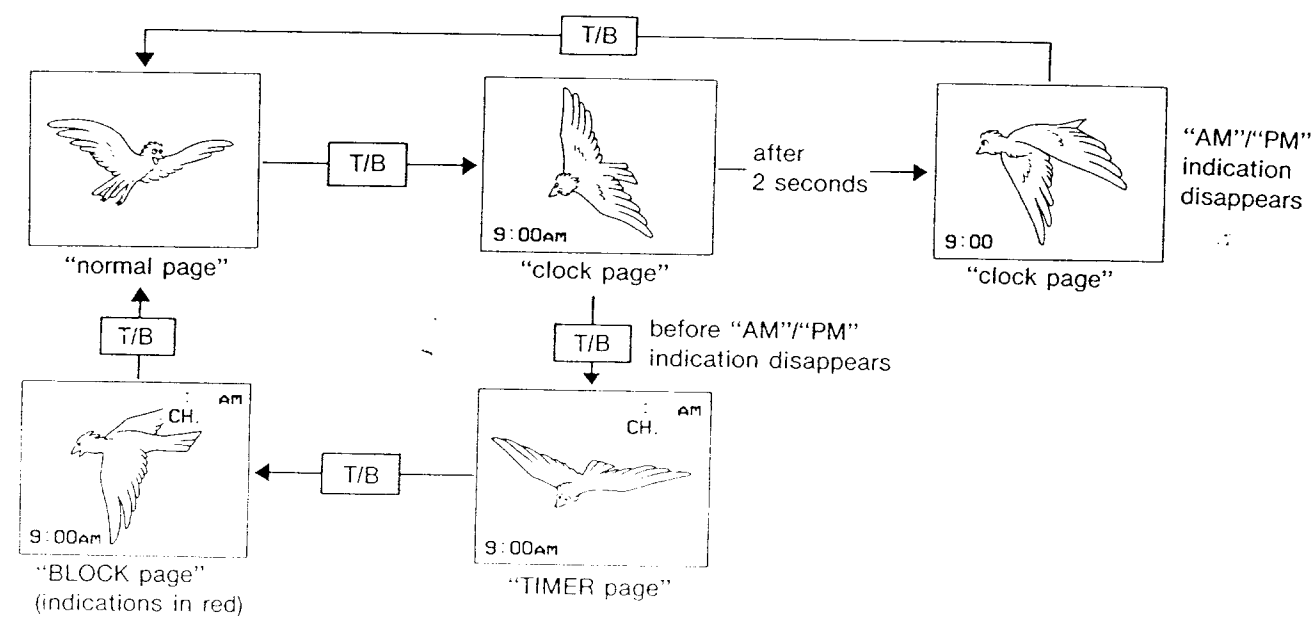 T/B
T/B
9:00AM
after
2 seconds
9:00
“AM”/“PM”
indication
disappears
“normal page”
“clock page”
“clock page”
T/B
T/B
before “AM”/“PM”
indication disappears
: AM
CH.
9:00AM
: AM
CH.
9:00AM
T/B
“BLOCK page”
(indications in red)
“TIMER page”